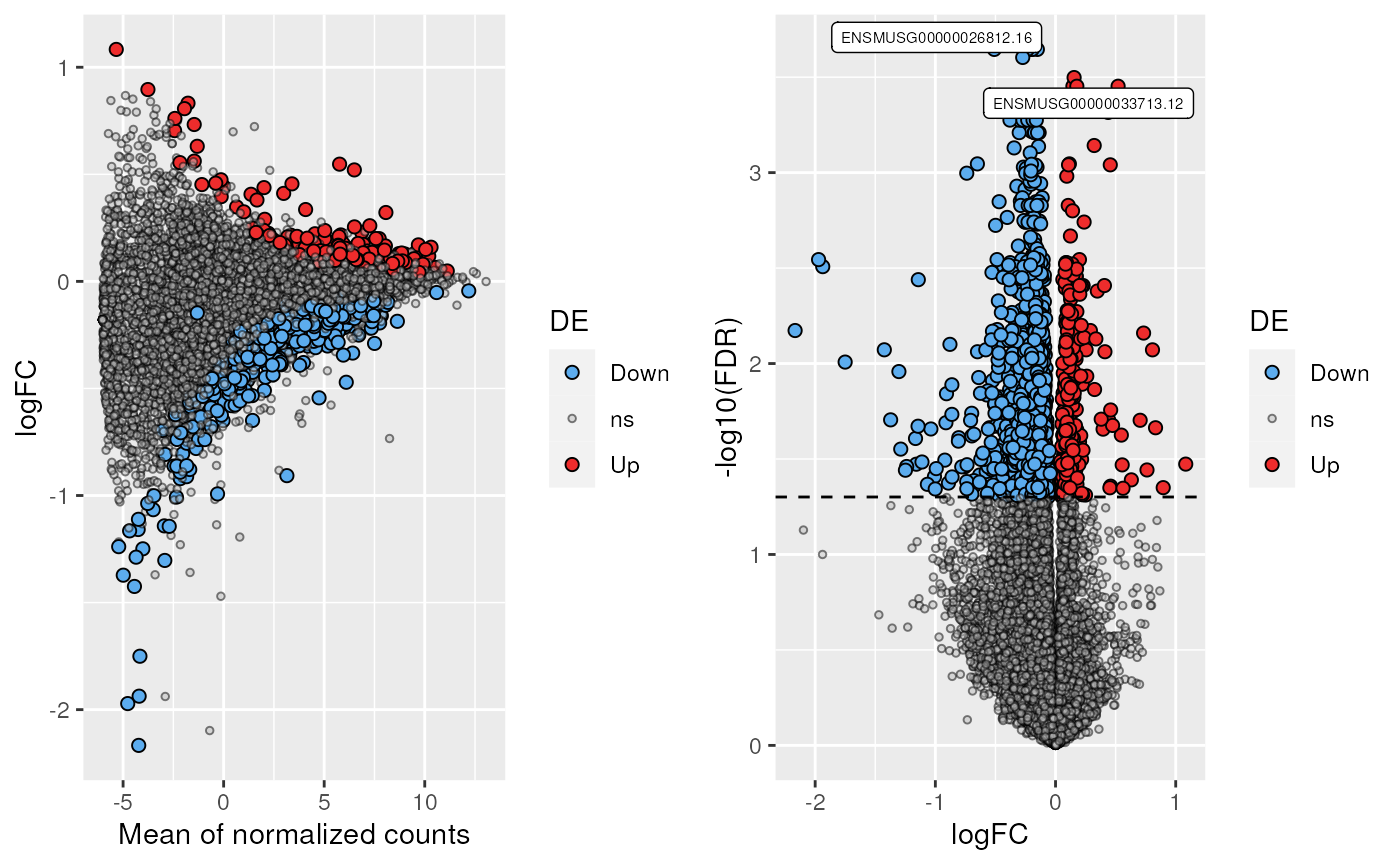 1
0
-1
-2
logFC
-5
0
5
10
Mean of normalized counts
DE
Down
ns
Up
ENSMUSG00000026812.16
ENSMUSG00000033713.12
3
2
1
0
-log10(FDR)
-2
-1
0
1
logFC
DE
Down
ns
Up